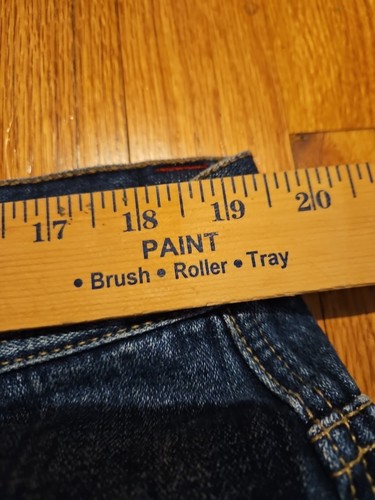 17 18 19 20
PAINT
• Brush • Roller • Tray